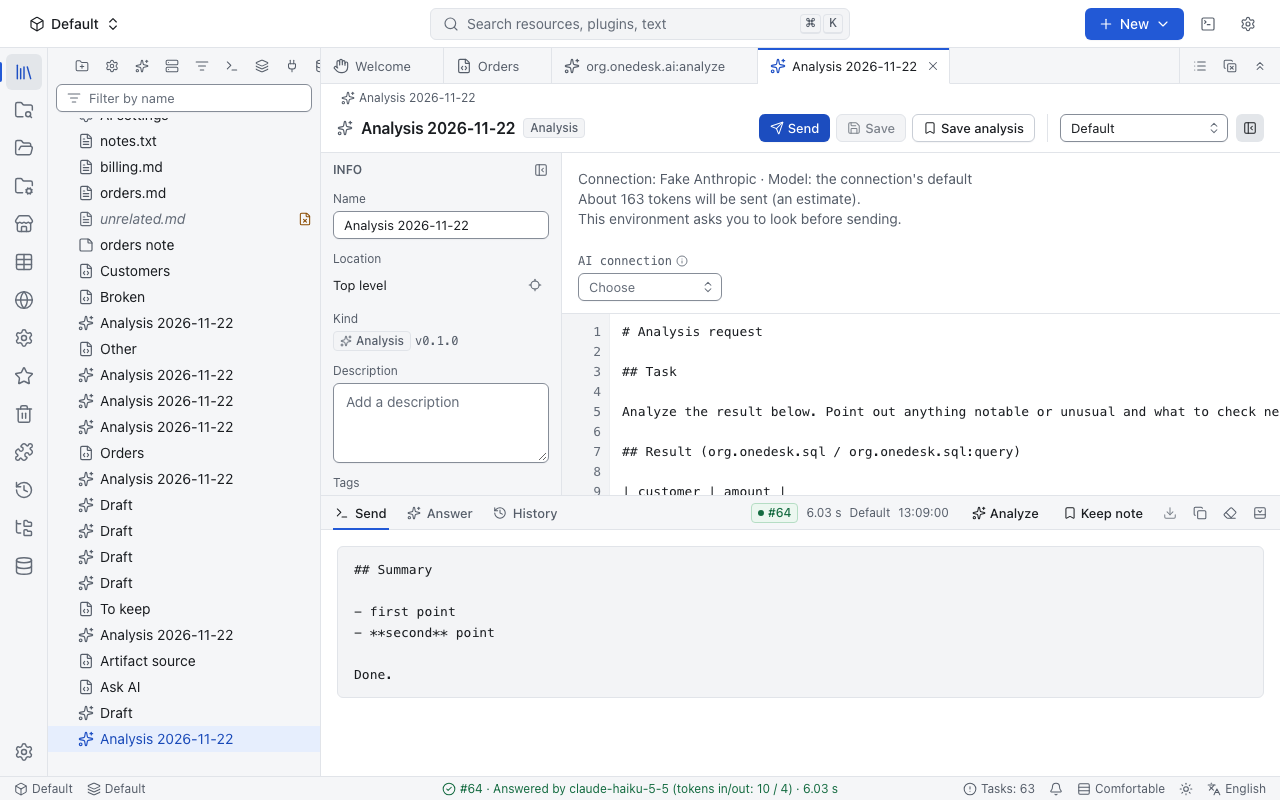 Default
Search resources, plugins, text
⌘ K
New
Welcome
Orders
org.onedesk.ai:analyze
Analysis 2026-11-22
Filter by name
notes.txt
billing.md
orders.md
unrelated.md
orders note
Customers
Broken
Analysis 2026-11-22
Other
Analysis 2026-11-22
Analysis 2026-11-22
Analysis 2026-11-22
Orders
Analysis 2026-11-22
Draft
Draft
Draft
Draft
To keep
Analysis 2026-11-22
Artifact source
Ask AI
Draft
Analysis 2026-11-22
Analysis 2026-11-22
Analysis 2026-11-22 Analysis
Send
Save
Save analysis
Default
INFO
Name
Analysis 2026-11-22
Location
Top level
Kind
Analysis v0.1.0
Description
Add a description
Tags
Connection: Fake Anthropic · Model: the connection's default
About 163 tokens will be sent (an estimate).
This environment asks you to look before sending.
AI connection
Choose
1 # Analysis request
2
3 ## Task
4
5 Analyze the result below. Point out anything notable or unusual and what to check ne
6
7 ## Result (org.onedesk.sql / org.onedesk.sql:query)
8
9 | customer | amount |
Send
Answer
History
#64 6.03 s Default 13:09:00
Analyze
Keep note
## Summary
- first point
- **second** point
Done.
Default
Default
#64 · Answered by claude-haiku-5-5 (tokens in/out: 10 / 4) · 6.03 s
Tasks: 63
Comfortable
English